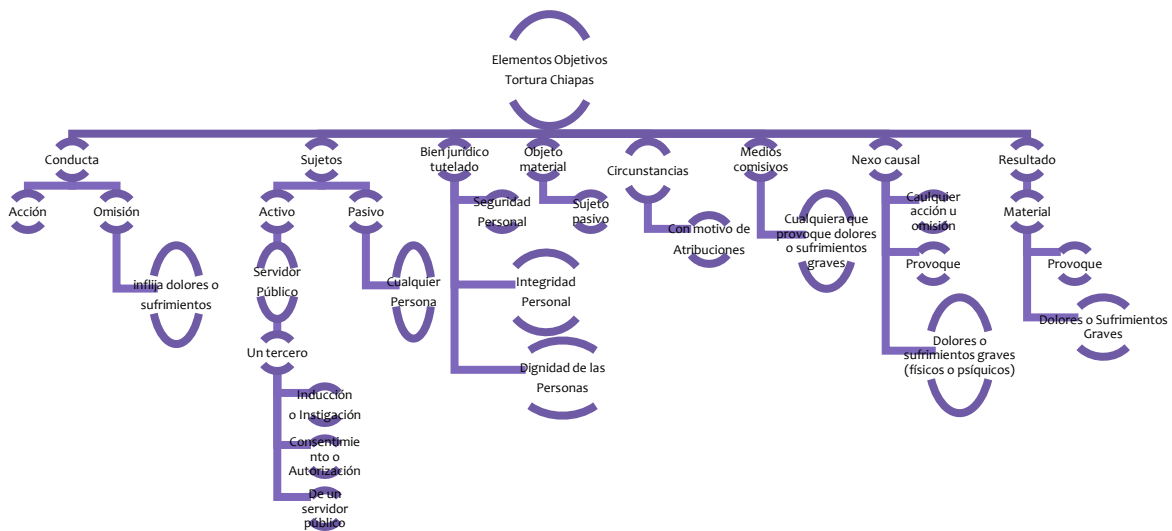 Elementos Objetivos
Tortura Chiapas
Conducta
Acción
Omisión
inflija dolores o
sufrimientos
Sujetos
Activo
Servidor
Público
Un tercero
Inducción
o Instigación
Consentimie
nto o
Autorización
De un
servidor
público
Pasivo
Cualquier
Persona
Bien jurídico
tutelado
Seguridad
Personal
Integridad
Personal
Dignidad de las
Personas
Objeto
material
Sujeto
pasivo
Circunstancias
Con motivo de
Atribuciones
Medios
comisivos
Cualquiera que
provoque dolores
o sufrimientos
graves
Nexo causal
Caulquier
acción u
omisión
Provoque
Dolores o
sufrimientos graves
(físicos o psíquicos)
Resultado
Material
Provoque
Dolores o Sufrimientos
Graves